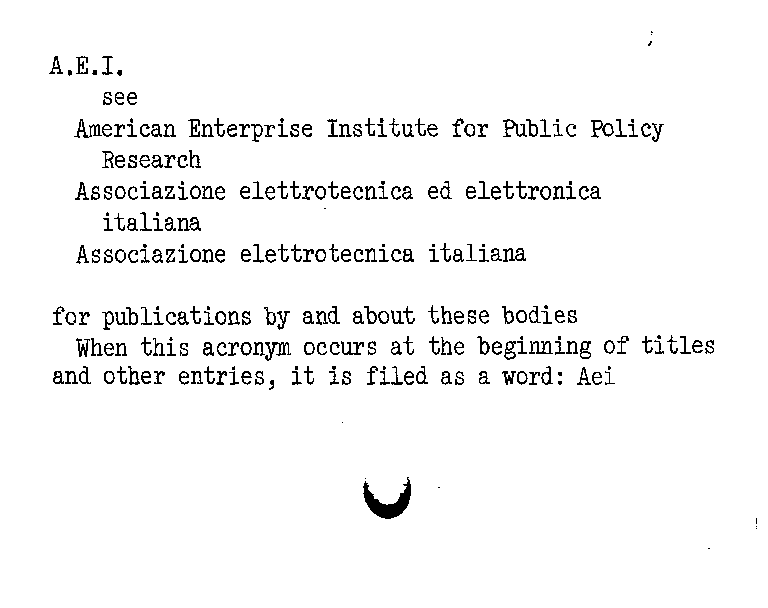 A.E.I.
see
American Enterprise Institute for Public Policy
Research
Associazione elettrotecnica ed elettronica
italiana
Associazione elettrotecnica italiana
for publications by and about these bodies
When this acronym occurs at the beginning of titles
and other entries, it is filed as a word: Aei